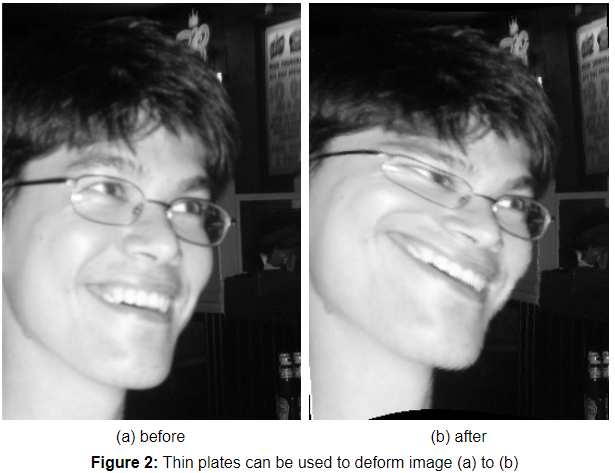 (a) before
(b) after
Figure 2: Thin plates can be used to deform image (a) to (b)